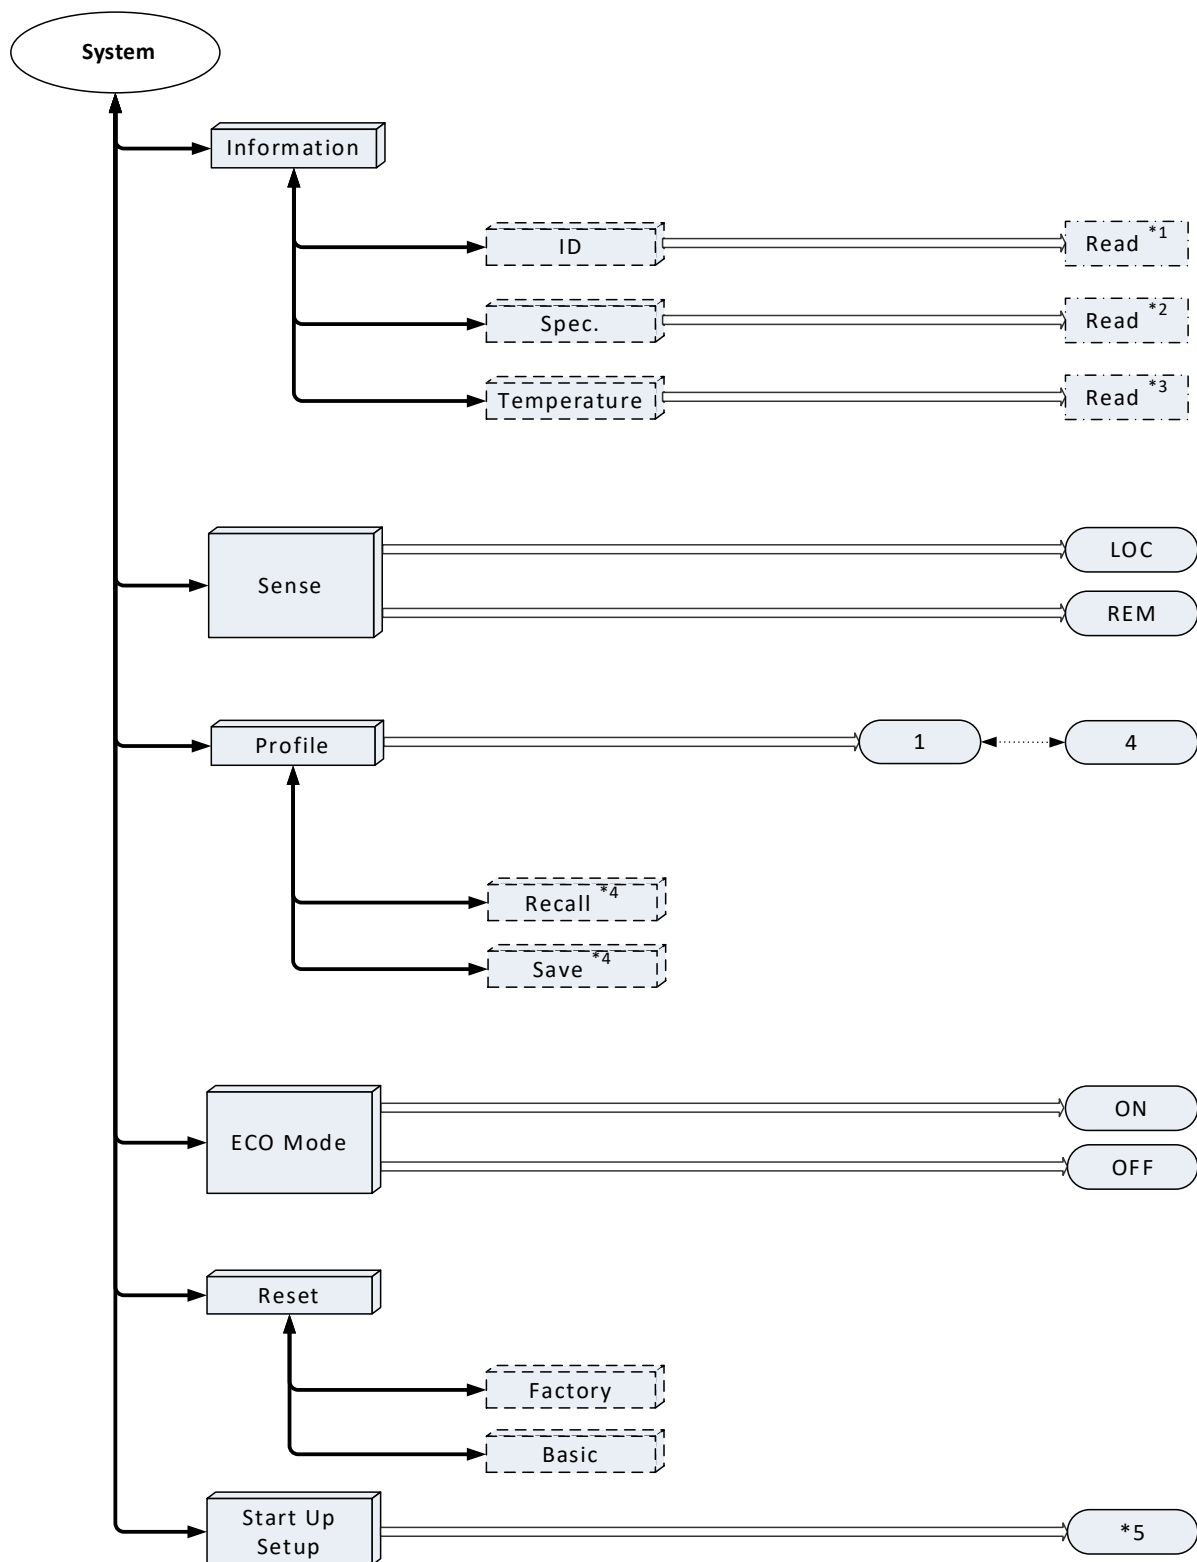 System
Information
ID
Read *1
Spec.
Read *2
Temperature
Read *3
Sense
LOC
REM
Profile
1
4
Recall *4
Save *4
ECO Mode
ON
OFF
Reset
Factory
Basic
Start Up
Setup
*5